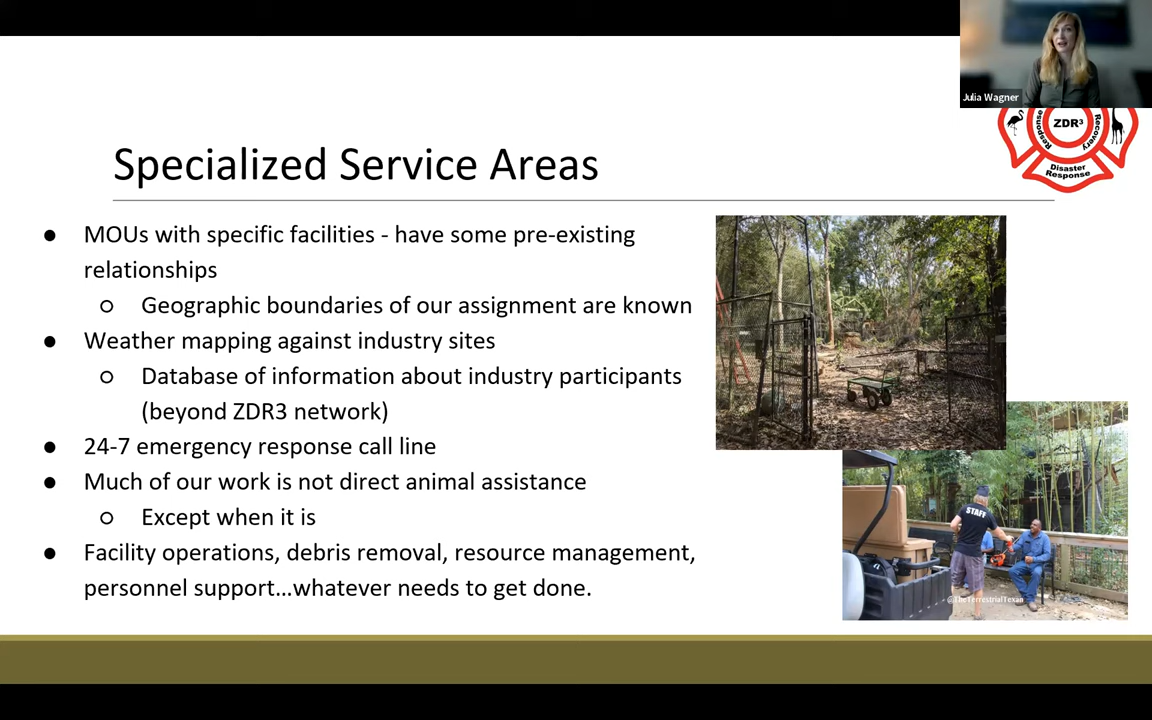 Julia Wagner
ZDR³
Response
Recovery
Disaster
Response
Specialized Service Areas
● MOUs with specific facilities - have some pre-existing
relationships
○ Geographic boundaries of our assignment are known
● Weather mapping against industry sites
○ Database of information about industry participants
(beyond ZDR3 network)
● 24-7 emergency response call line
● Much of our work is not direct animal assistance
○ Except when it is
● Facility operations, debris removal, resource management,
personnel support…whatever needs to get done.
STAFF
@TheTerrestrialTexan